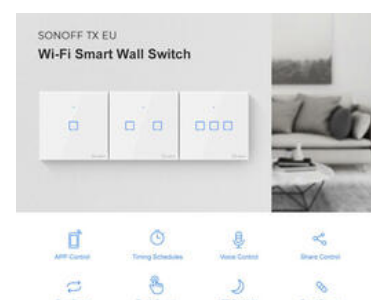 SONOFF TX EU
Wi-Fi Smart Wall Switch
APP Control
Timing Schedules
Voice Control
Share Control